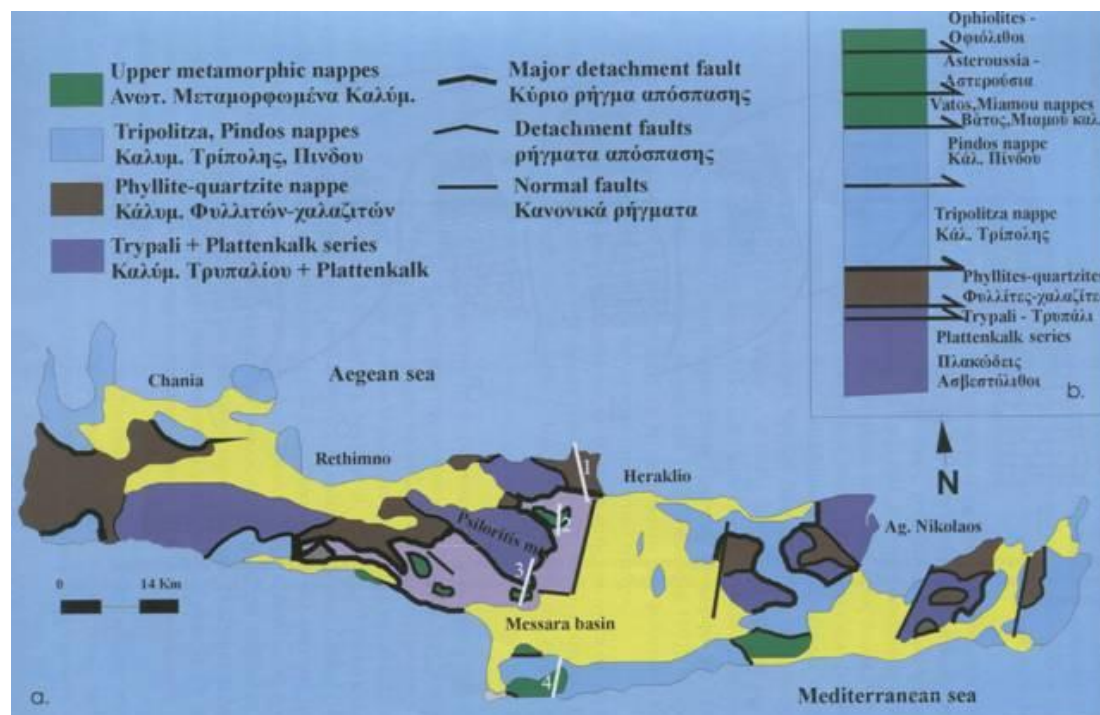 Upper metamorphic nappes
Ανωτ. Μεταμορφωμένα Καλύμ.
Tripolitza, Pindos nappes
Καλυμ. Τρίπολης, Πινδου
Phyllite-quartzite nappe
Κάλυμ. Φυλλιτών-χαλαζιτών
Trypali + Plattenkalk series
Καλύμ. Τρυπαλίου + Plattenkalk
Major detachment fault
Κύριο ρήγμα απόσπασης
Detachment faults
ρήγματα απόσπασης
Normal faults
Κανονικά ρήγματα
Ophiolites -
Οφιόλιθοι
Asteroussia -
Αστερούσια
Vatos,Miamou nappes
Βάτος,Μιαμού καλ
Pindos nappe
Κάλ. Πίνδου
Tripolitza nappe
Κάλ. Τρίπολης
Phyllites-quartzites
Φυλλίτες-χαλαζίτε
Trypali - Τρυπάλι
Plattenkalk series
Πλακώδεις
Ασβεστόλιθοι
b.
N
Chania
Aegean sea
Rethimno
Heraklio
Ag. Nikolaos
Psiloritis mt
1
2
3
4
0 14 Km
Messara basin
Mediterranean sea
a.